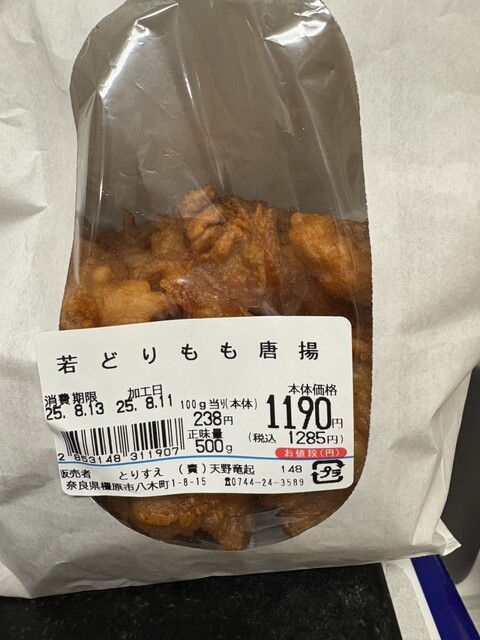 若どりもも唐揚
消費期限 加工日 100g当り(本体) 本体価格
25. 8.13 25. 8.11 238円 1190円
正味量 (税込 1285円)
500g お値段(円)
2 853148 311907
販売者 とりすえ (責)天野竜起 148
奈良県橿原市八木町1-8-15 ☎0744-24-3589
プラ